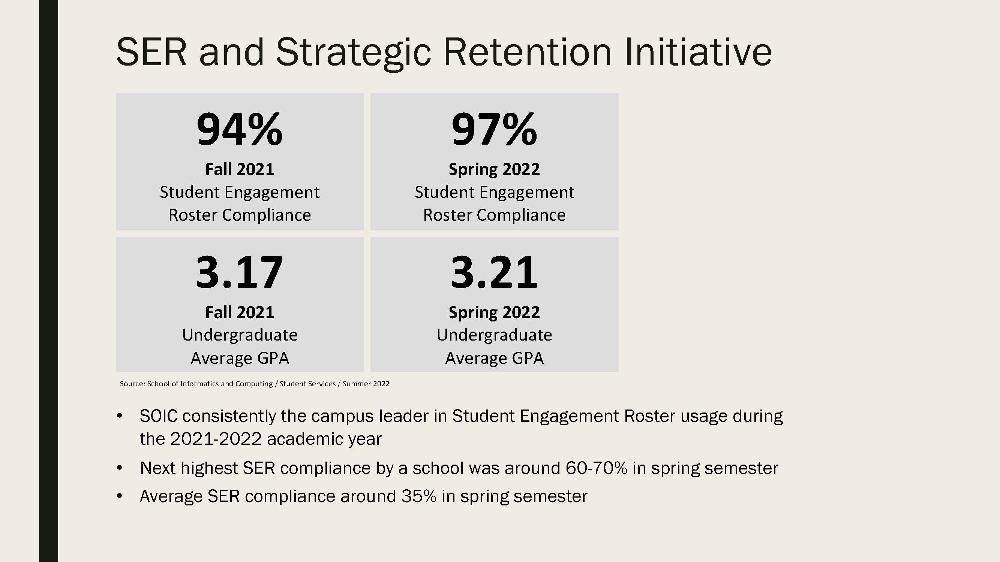 SER and Strategic Retention Initiative
94%
Fall 2021
Student Engagement
Roster Compliance
97%
Spring 2022
Student Engagement
Roster Compliance
3.17
Fall 2021
Undergraduate
Average GPA
3.21
Spring 2022
Undergraduate
Average GPA
Source: School of Informatics and Computing / Student Services / Summer 2022
• SOIC consistently the campus leader in Student Engagement Roster usage during
the 2021-2022 academic year
• Next highest SER compliance by a school was around 60-70% in spring semester
• Average SER compliance around 35% in spring semester